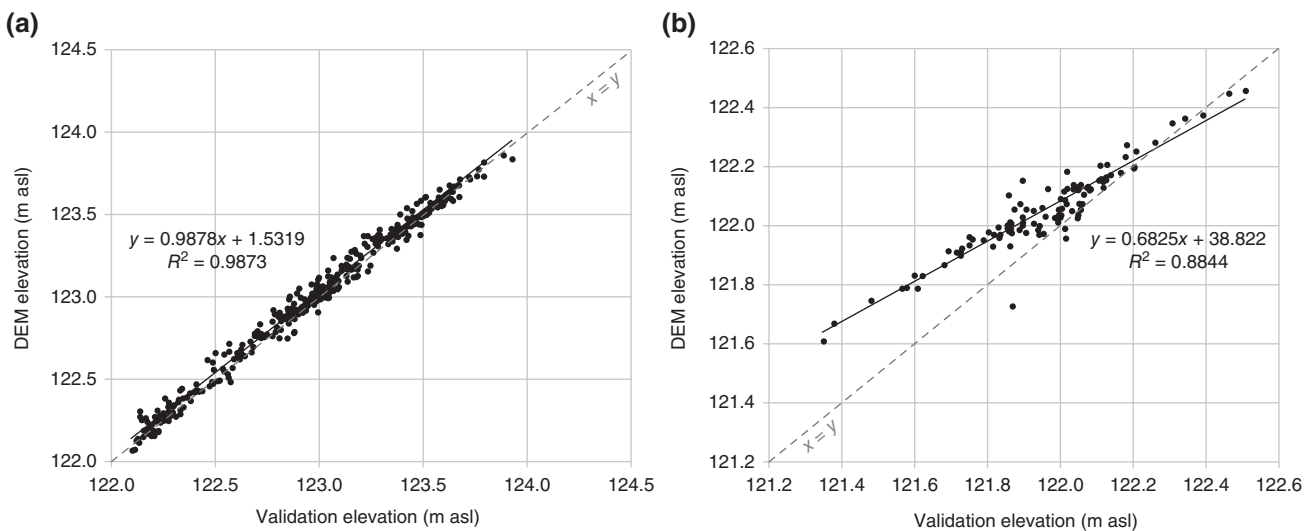 (a)
124.5
124.0
123.5
123.0
122.5
122.0
122.0 122.5 123.0 123.5 124.0 124.5
DEM elevation (m asl)
Validation elevation (m asl)
x = y
y = 0.9878x + 1.5319
R² = 0.9873
(b)
122.6
122.4
122.2
122.0
121.8
121.6
121.4
121.2
121.2 121.4 121.6 121.8 122.0 122.2 122.4 122.6
DEM elevation (m asl)
Validation elevation (m asl)
y = 0.6825x + 38.822
R² = 0.8844
x = y